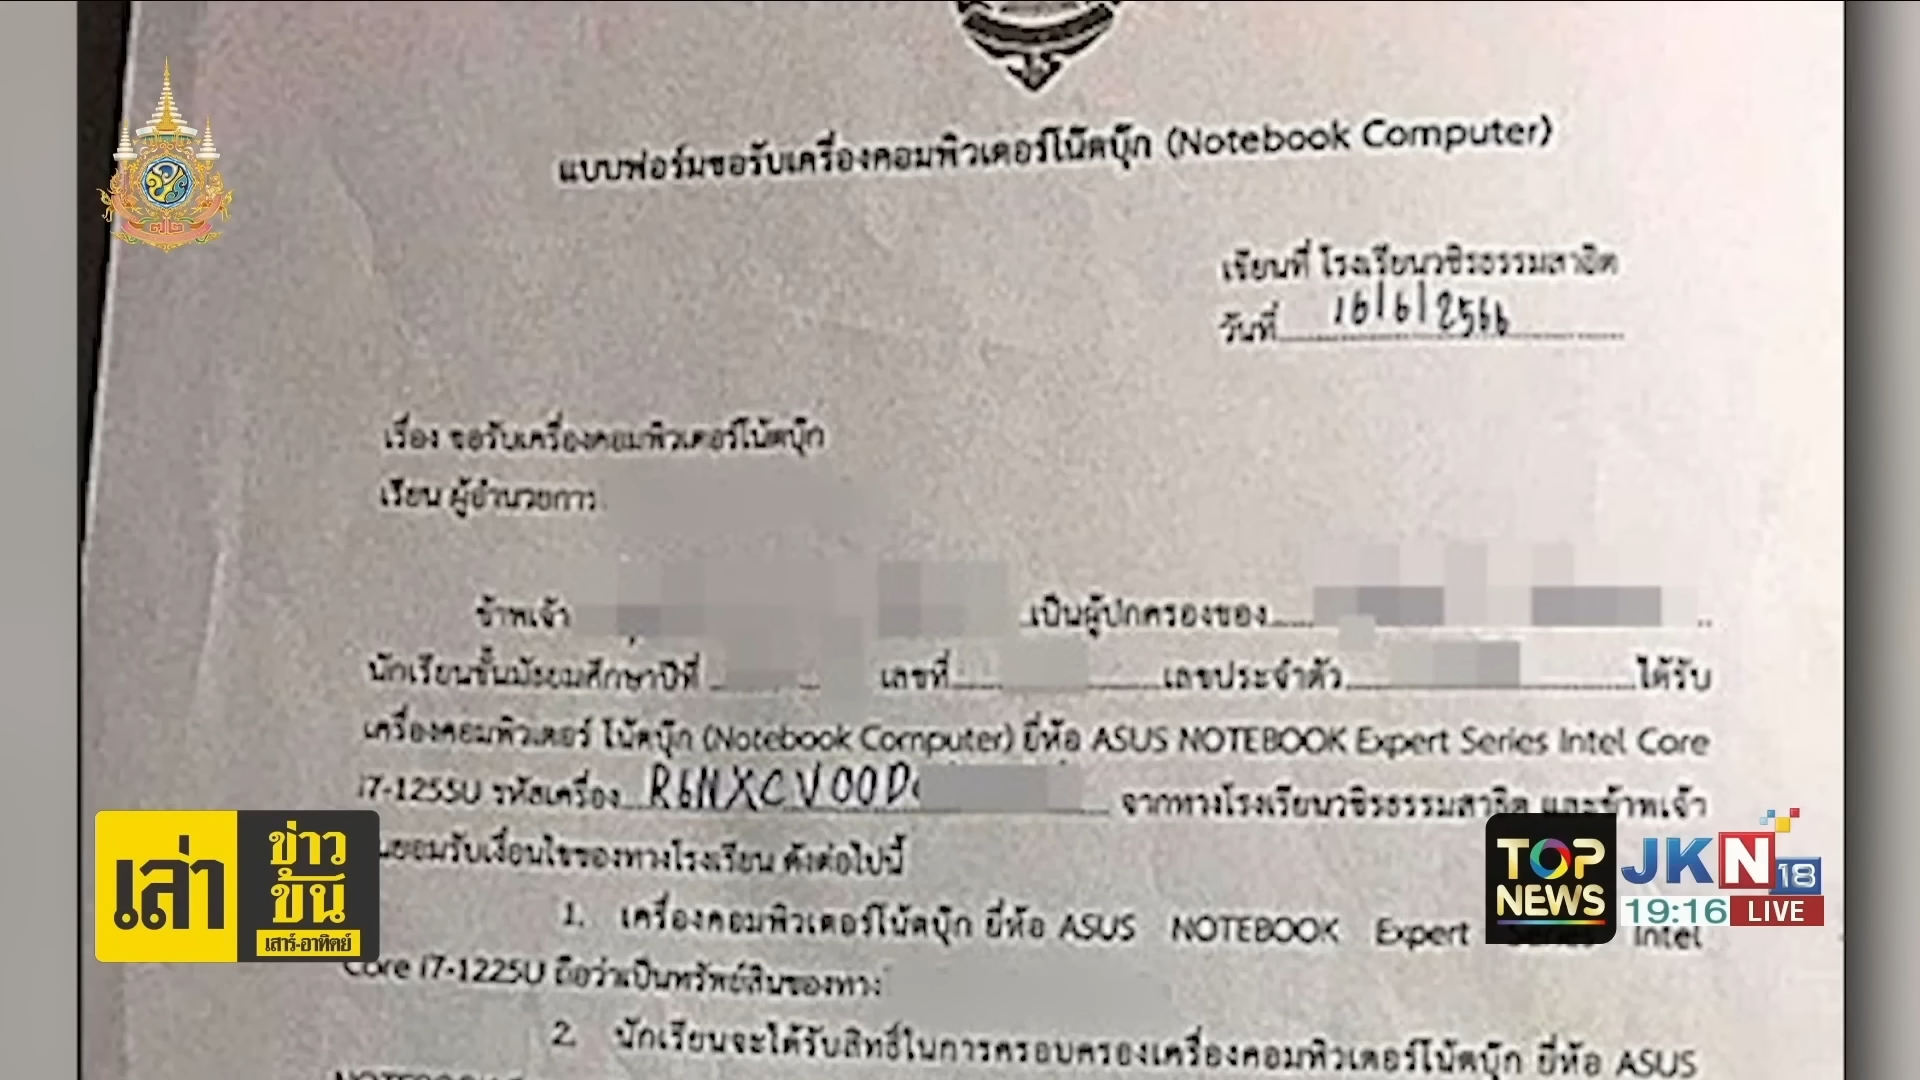 แบบฟอร์มขอรับเครื่องคอมพิวเตอร์โน๊ตบุ๊ก (Notebook Computer)
เขียนที่ โรงเรียนวชิรธรรมสาธิต
วันที่ 16/6/2566
เรื่อง ขอรับเครื่องคอมพิวเตอร์โน้ตบุ๊ก
เรียน ผู้อำนวยการ
ข้าพเจ้า เป็นผู้ปกครองของ
นักเรียนชั้นมัธยมศึกษาปีที่ เลขที่ เลขประจำตัว ได้รับ
เครื่องคอมพิวเตอร์ โน้ตบุ๊ก (Notebook Computer) ยี่ห้อ ASUS NOTEBOOK Expert Series Intel Core
i7-1255U รหัสเครื่อง R6NXCV00D จากทางโรงเรียนวชิรธรรมสาธิต และข้าพเจ้า
ยอมรับเงื่อนไขของทางโรงเรียน ดังต่อไปนี้
1. เครื่องคอมพิวเตอร์โน้ตบุ๊ก ยี่ห้อ ASUS NOTEBOOK Expert Series Intel
Core i7-1225U ถือว่าเป็นทรัพย์สินของทาง
2. นักเรียนจะได้รับสิทธิ์ในการครอบครองเครื่องคอมพิวเตอร์โน้ตบุ๊ก ยี่ห้อ ASUS
เล่า
ข่าว
ข้น
เสาร์-อาทิตย์
TOP
NEWS
JKN
18
19:16 LIVE